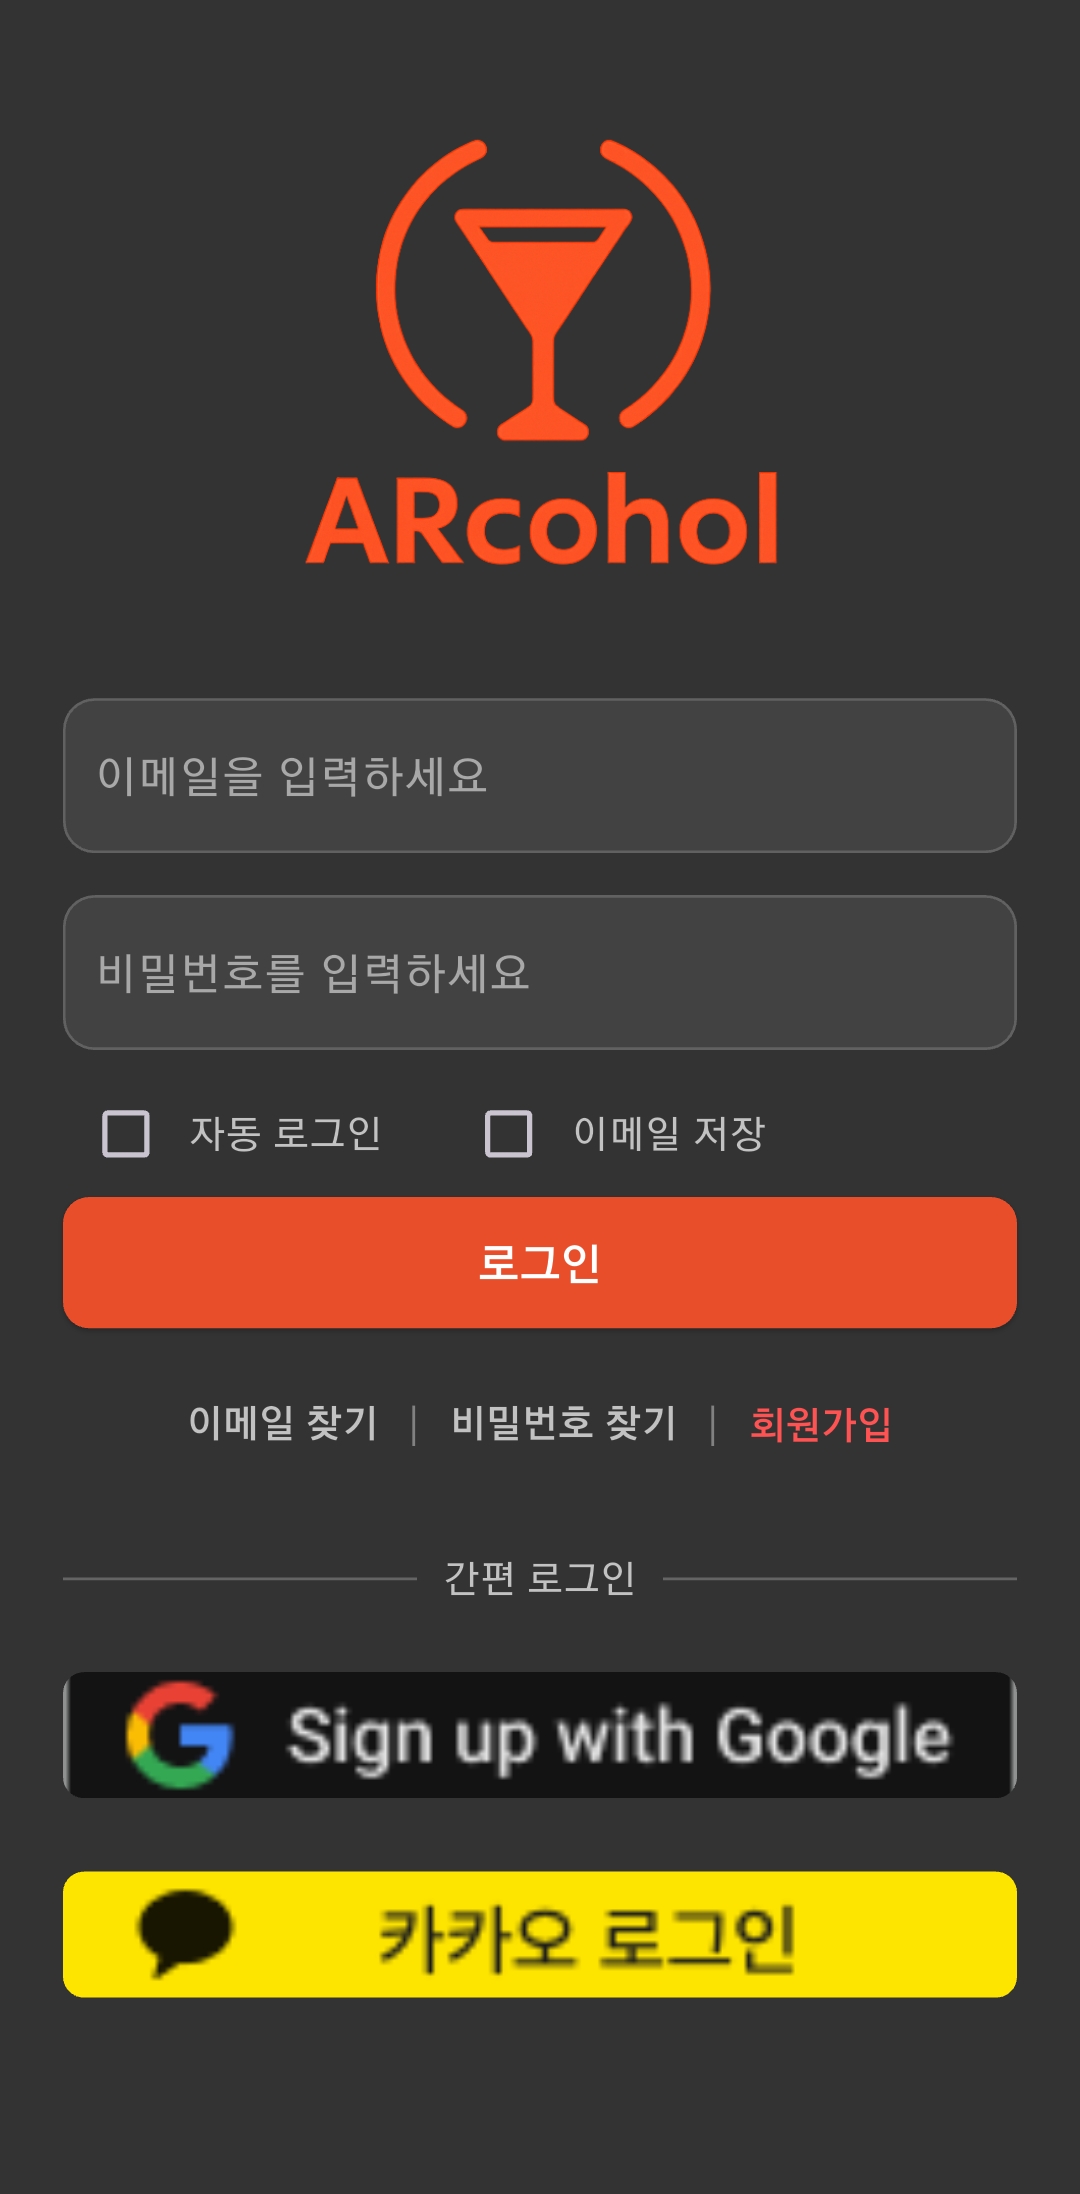 ARcohol
이메일을 입력하세요
비밀번호를 입력하세요
자동 로그인 이메일 저장
로그인
이메일 찾기 | 비밀번호 찾기 | 회원가입
간편 로그인
Sign up with Google
카카오 로그인